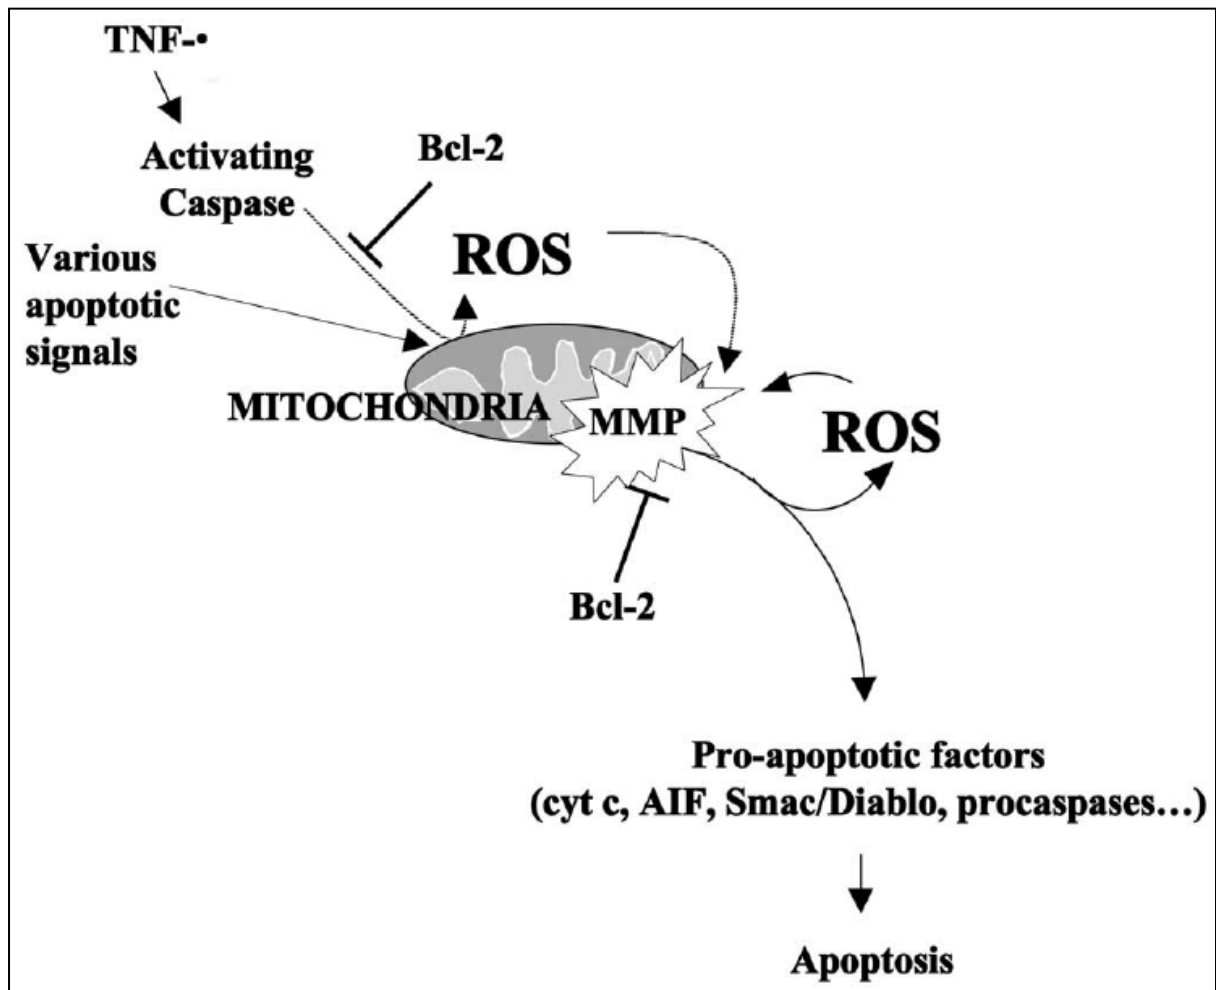 TNF-•
Activating
Caspase
Bcl-2
Various
apoptotic
signals
ROS
MITOCHONDRIA
MMP
ROS
Bcl-2
Pro-apoptotic factors
(cyt c, AIF, Smac/Diablo, procaspases…)
Apoptosis